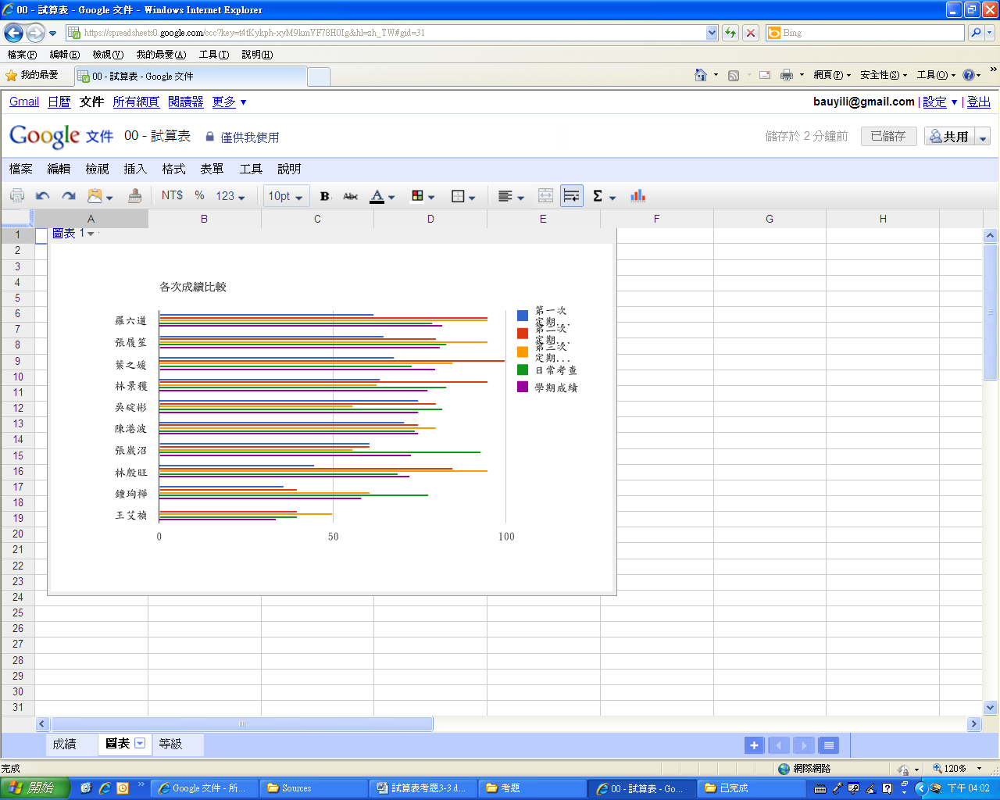 00 - 試算表 - Google 文件 - Windows Internet Explorer
https://spreadsheets0.google.com/ccc?key=t4tKykph-xyM9kmVF78H0Ig&hl=zh_TW#gid=31
Bing
檔案(F) 編輯(E) 檢視(V) 我的最愛(A) 工具(T) 說明(H)
我的最愛 00 - 試算表 - Google 文件 網頁(P) 安全性(S) 工具(O) »
Gmail 日曆 文件 所有網頁 閱讀器 更多 ▼ bauyili@gmail.com | 設定 ▼ | 登出
Google 文件 00 - 試算表 僅供我使用 儲存於 2 分鐘前 已儲存 共用
檔案 編輯 檢視 插入 格式 表單 工具 說明
NT$ % 123 10pt B Abc A Σ
A B C D E F G H
圖表 1
1
2
3
4
5
6
7
8
9
10
11
12
13
14
15
16
17
18
19
20
21
22
23
24
25
26
27
28
29
30
31
各次成績比較
羅六道
張履笙
葉之媛
林景穫
吳碇彬
陳港波
張崴沼
林殷旺
鍾珣樺
王艾禎
0 50 100
第一次
定期...
第二次
定期...
第三次
定期...
日常考查
學期成績
成績 圖表 等級
完成 網際網路 120%
開始 » Google 文件 - 所... Sources 試算表考題3-3.d... 考題 00 - 試算表 - Go... 已完成 下午 04:02